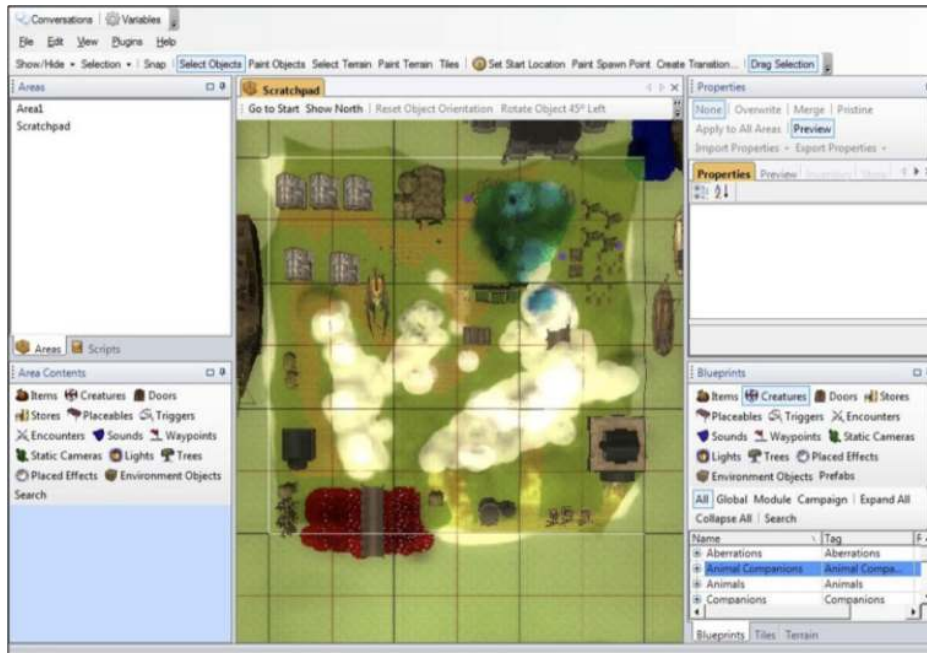 Conversations | Variables
File Edit View Plugins Help
Show/Hide Selection | Snap Select Objects Paint Objects Select Terrain Paint Terrain Tiles | Set Start Location Paint Spawn Point Create Transition... | Drag Selection
Areas
Area1
Scratchpad
Areas Scripts
Area Contents
Items Creatures Doors
Stores Placeables Triggers
Encounters Sounds Waypoints
Static Cameras Lights Trees
Placed Effects Environment Objects
Search
Scratchpad
Go to Start Show North | Reset Object Orientation Rotate Object 45° Left
Properties
None | Overwrite | Merge | Pristine
Apply to All Areas | Preview
Import Properties Export Properties
Properties Preview Inventory Store
Blueprints
Items Creatures Doors Stores
Placeables Triggers Encounters
Sounds Waypoints Static Cameras
Lights Trees Placed Effects
Environment Objects Prefabs
All Global Module Campaign | Expand All
Collapse All | Search
Name Tag
Aberrations Aberrations
Animal Companions Animal Compa...
Animals Animals
Companions Companions
Blueprints Tiles Terrain